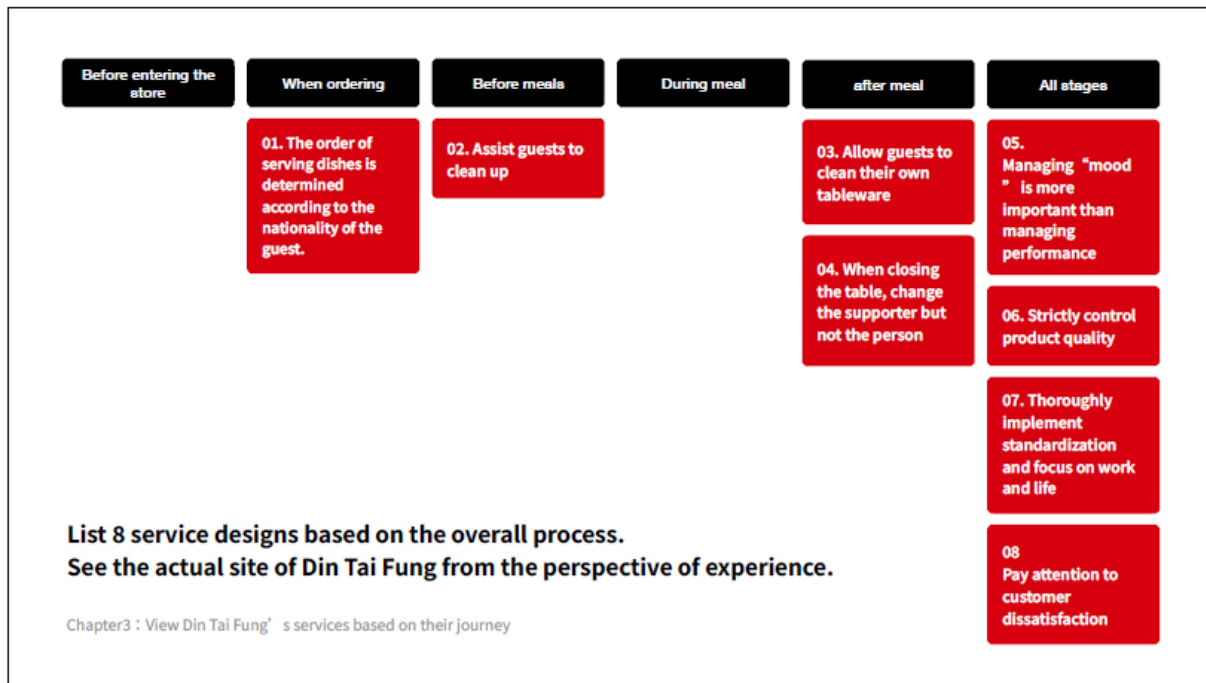 Before entering the
store
When ordering
Before meals
During meal
after meal
All stages
01. The order of
serving dishes is
determined
according to the
nationality of the
guest.
02. Assist guests to
clean up
03. Allow guests to
clean their own
tableware
04. When closing
the table, change
the supporter but
not the person
05.
Managing “mood
” is more
important than
managing
performance
06. Strictly control
product quality
07. Thoroughly
implement
standardization
and focus on work
and life
08
Pay attention to
customer
dissatisfaction
List 8 service designs based on the overall process.
See the actual site of Din Tai Fung from the perspective of experience.
Chapter3：View Din Tai Fung’ s services based on their journey